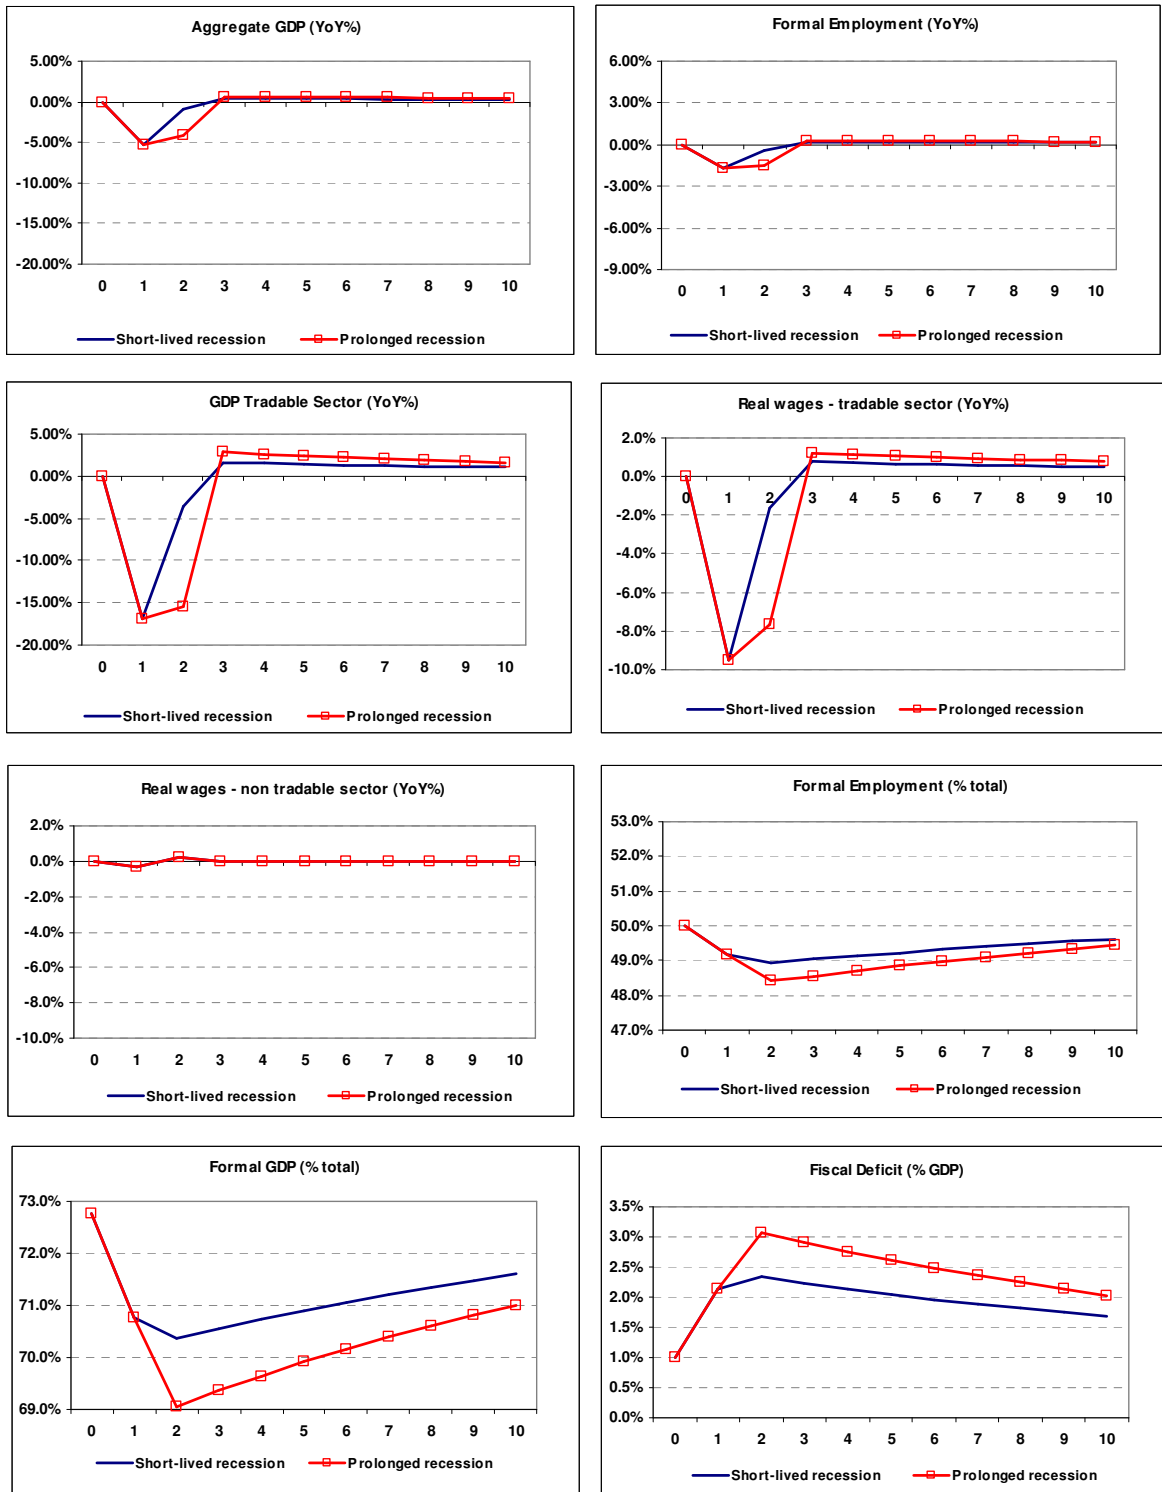 Aggregate GDP (YoY%)
5.00%
0.00%
-5.00%
-10.00%
-15.00%
-20.00%
0 1 2 3 4 5 6 7 8 9 10
Short-lived recession Prolonged recession
Formal Employment (YoY%)
6.00%
3.00%
0.00%
-3.00%
-6.00%
-9.00%
0 1 2 3 4 5 6 7 8 9 10
Short-lived recession Prolonged recession
GDP Tradable Sector (YoY%)
5.00%
0.00%
-5.00%
-10.00%
-15.00%
-20.00%
0 1 2 3 4 5 6 7 8 9 10
Short-lived recession Prolonged recession
Real wages - tradable sector (YoY%)
2.0%
0.0%
0 1 2 3 4 5 6 7 8 9 10
-2.0%
-4.0%
-6.0%
-8.0%
-10.0%
Short-lived recession Prolonged recession
Real wages - non tradable sector (YoY%)
2.0%
0.0%
-2.0%
-4.0%
-6.0%
-8.0%
-10.0%
0 1 2 3 4 5 6 7 8 9 10
Short-lived recession Prolonged recession
Formal Employment (% total)
53.0%
52.0%
51.0%
50.0%
49.0%
48.0%
47.0%
0 1 2 3 4 5 6 7 8 9 10
Short-lived recession Prolonged recession
Formal GDP (% total)
73.0%
72.0%
71.0%
70.0%
69.0%
0 1 2 3 4 5 6 7 8 9 10
Short-lived recession Prolonged recession
Fiscal Deficit (% GDP)
3.5%
3.0%
2.5%
2.0%
1.5%
1.0%
0.5%
0.0%
0 1 2 3 4 5 6 7 8 9 10
Short-lived recession Prolonged recession